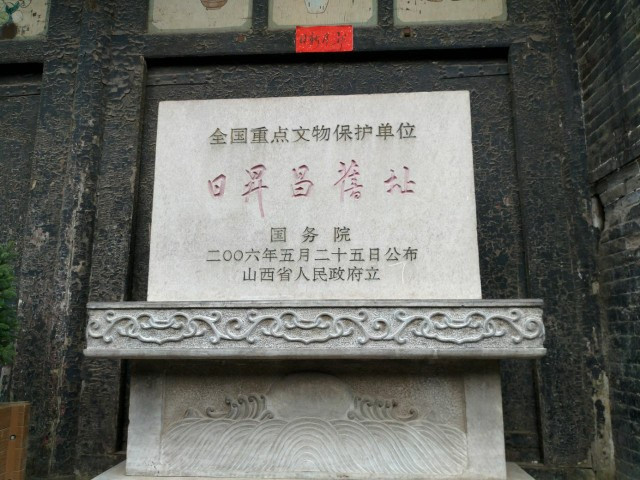 全国重点文物保护单位
日昇昌舊址
国务院
二〇〇六年五月二十五日公布
山西省人民政府立